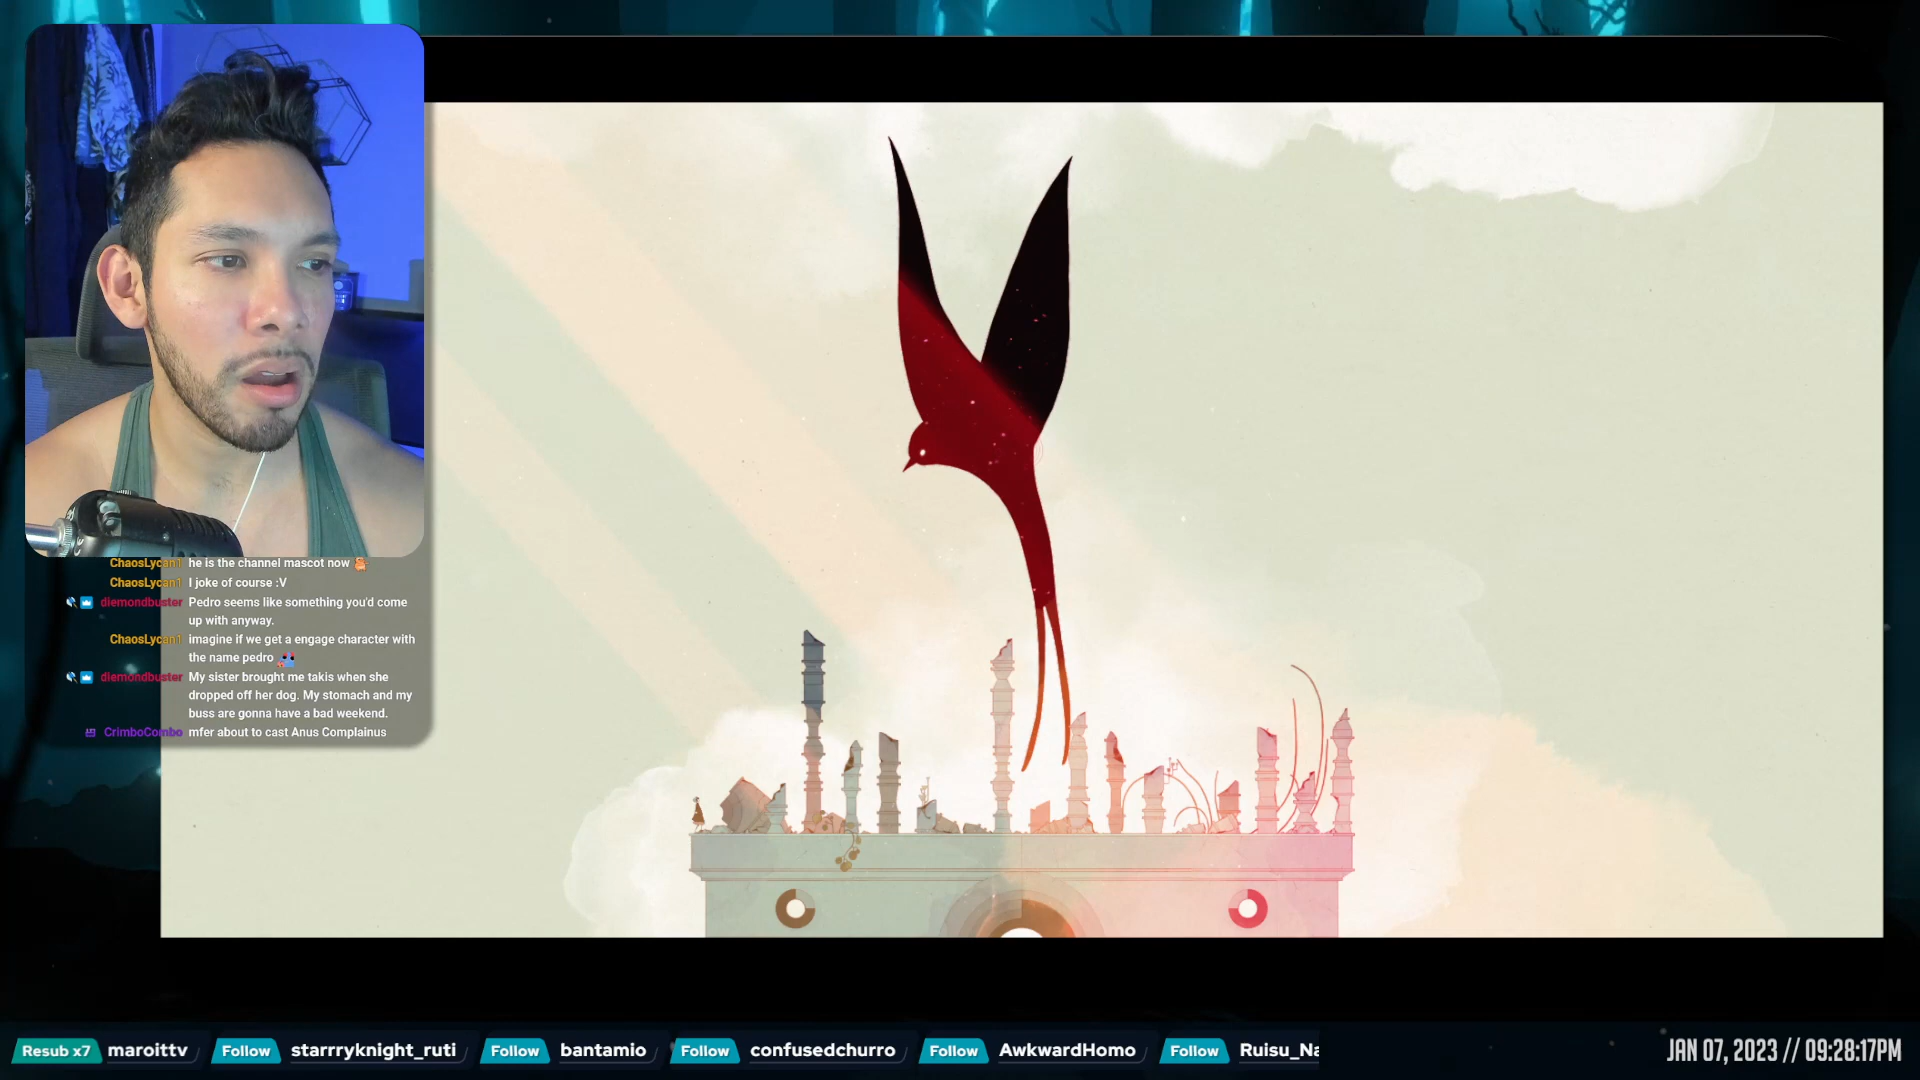 ChaosLycan1 he is the channel mascot now
ChaosLycan1 I joke of course :V
diemondbuster Pedro seems like something you'd come
up with anyway.
ChaosLycan1 imagine if we get a engage character with
the name pedro
diemondbuster My sister brought me takis when she
dropped off her dog. My stomach and my
buss are gonna have a bad weekend.
CrimboCombo mfer about to cast Anus Complainus
Resub x7 maroittv Follow starrryknight_ruti Follow bantamio Follow confusedchurro Follow AwkwardHomo Follow Ruisu_Na JAN 07, 2023 // 09:28:17PM